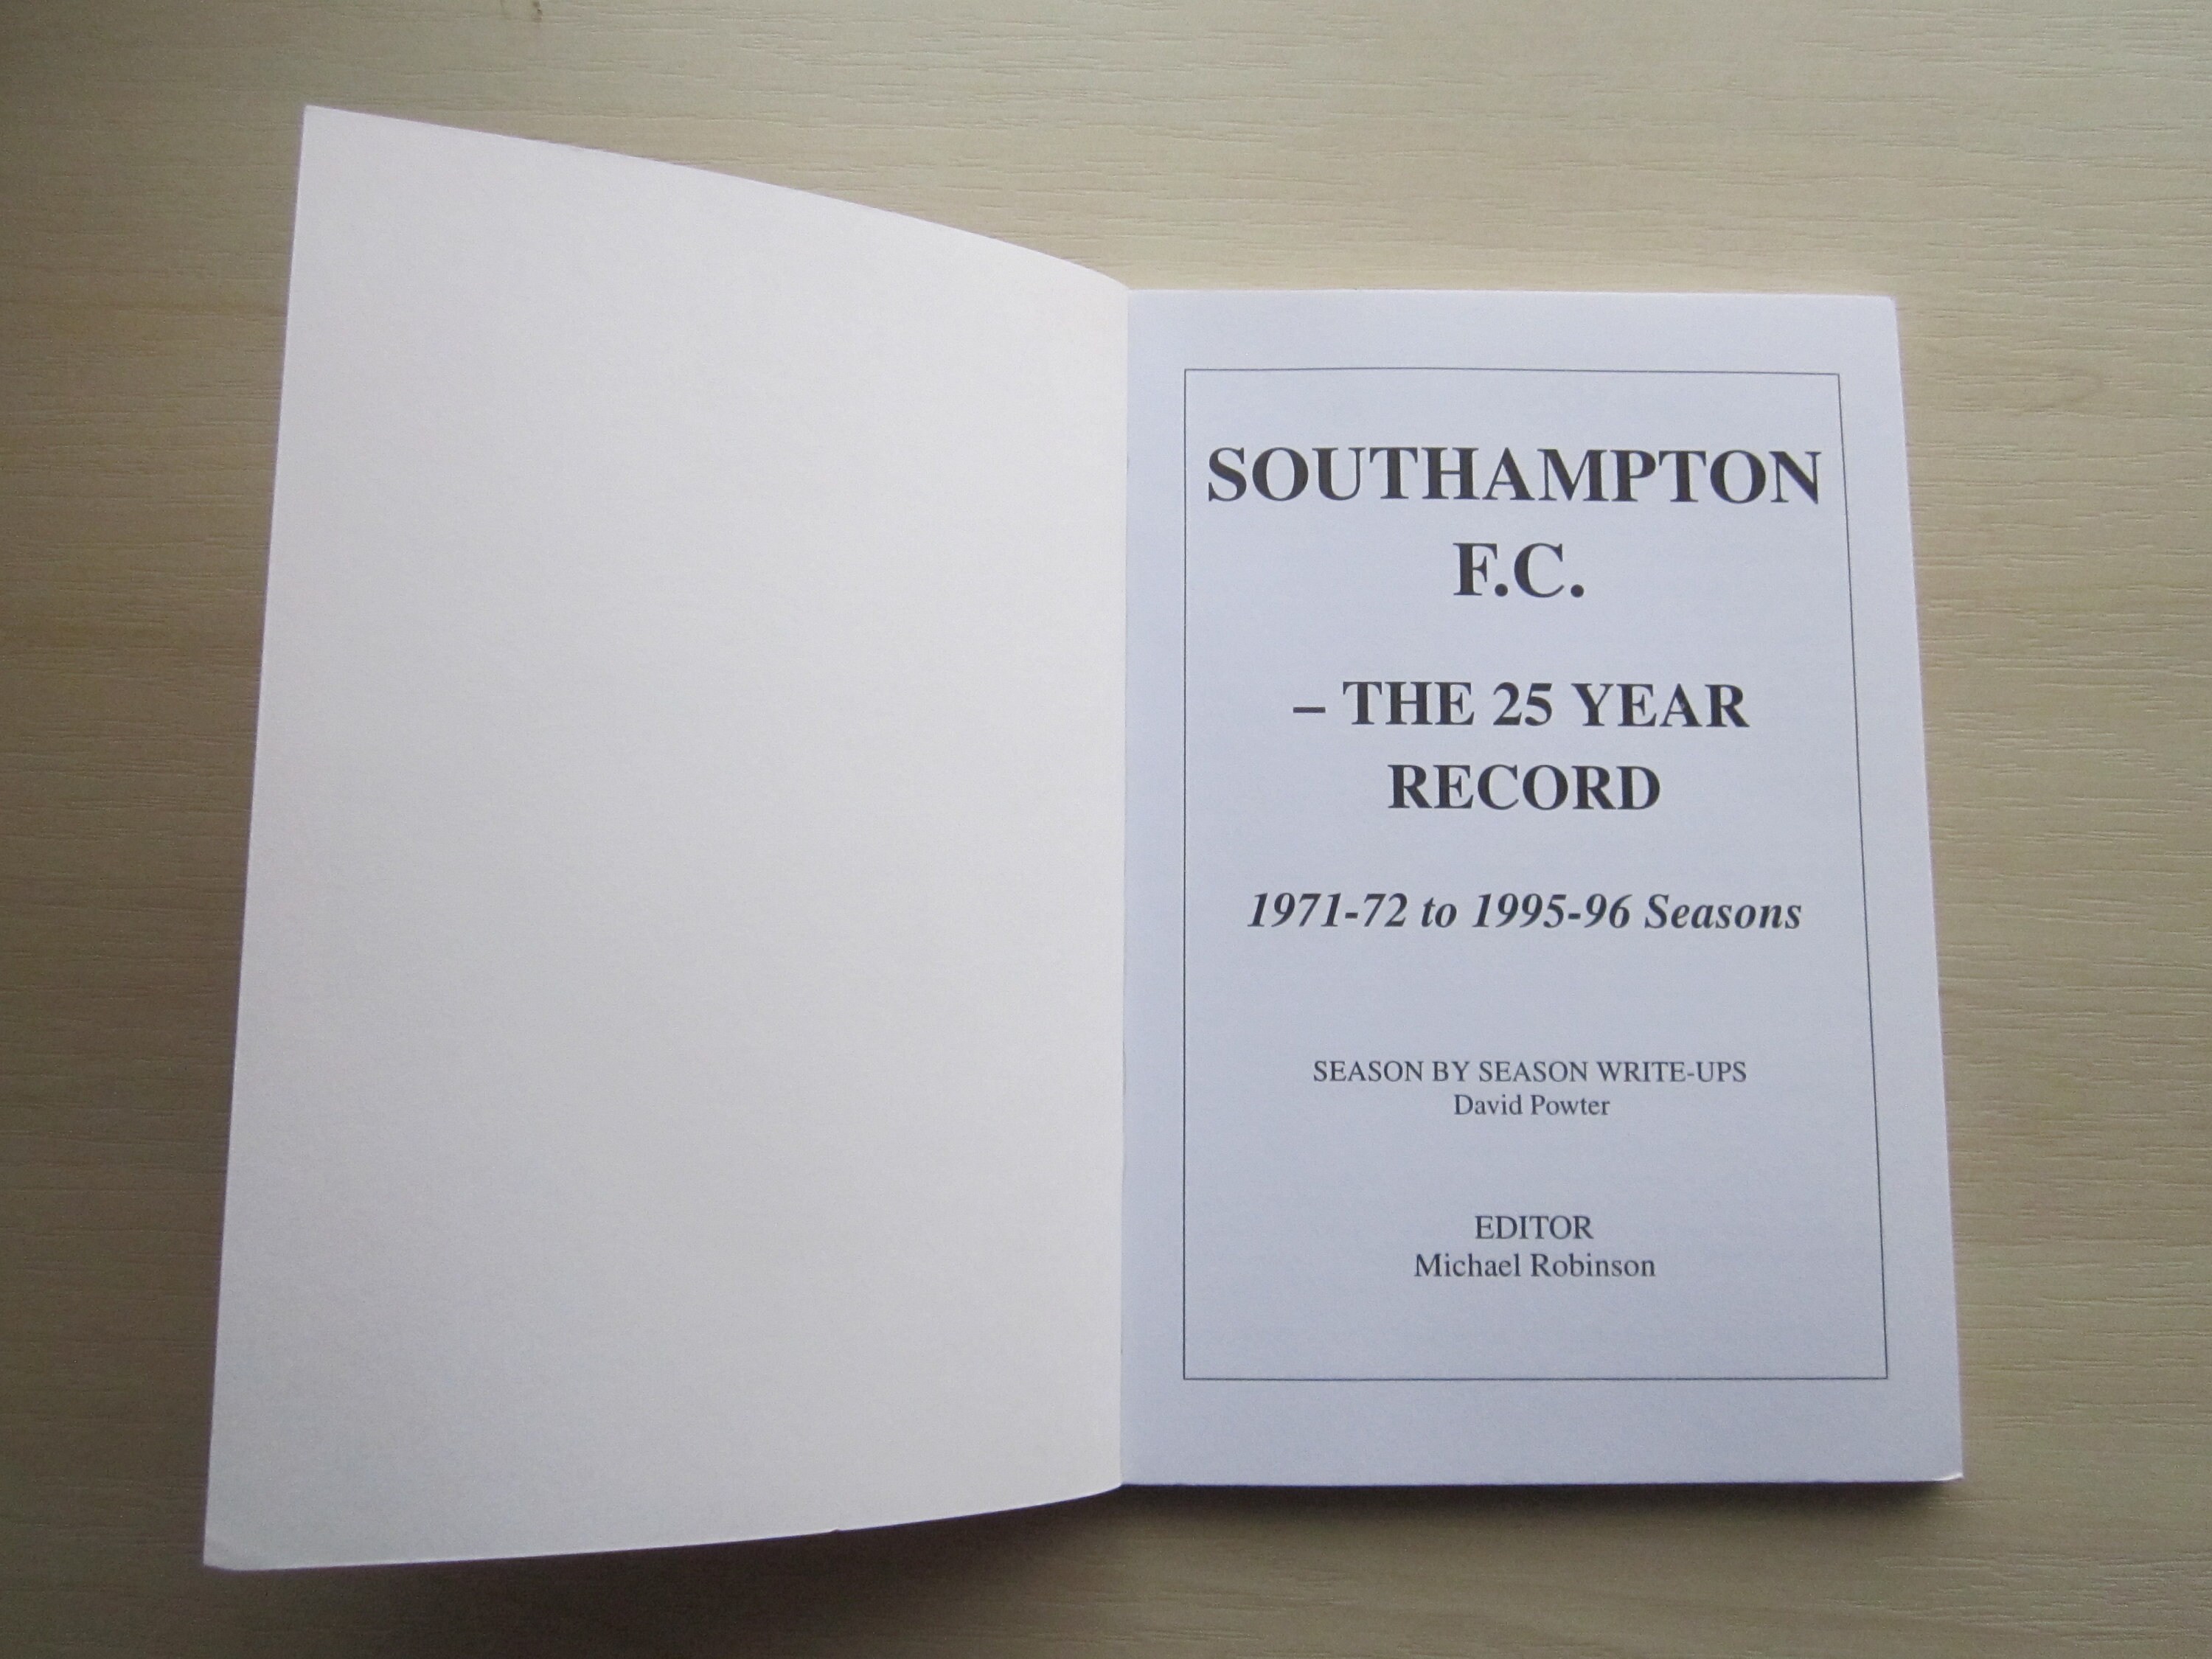 SOUTHAMPTON
F.C.
– THE 25 YEAR
RECORD
1971-72 to 1995-96 Seasons
SEASON BY SEASON WRITE-UPS
David Powter
EDITOR
Michael Robinson